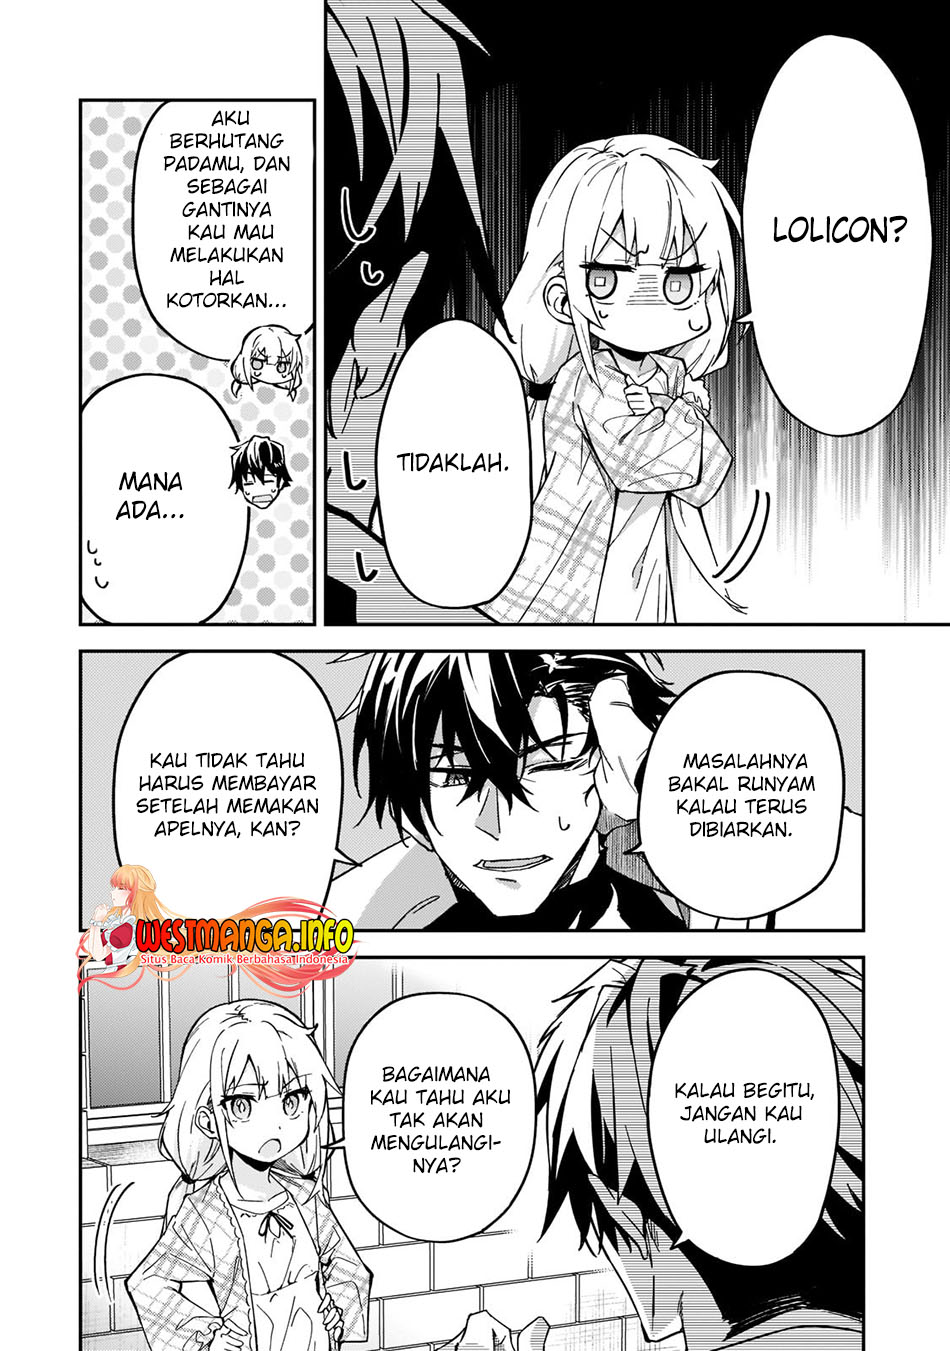 LOLICON?
TIDAKLAH.
AKU
BERHUTANG
PADAMU, DAN
SEBAGAI
GANTINYA
KAU MAU
MELAKUKAN
HAL
KOTORKAN...
MANA
ADA...
MASALAHNYA
BAKAL RUNYAM
KALAU TERUS
DIBIARKAN.
KAU TIDAK TAHU
HARUS MEMBAYAR
SETELAH MEMAKAN
APELNYA, KAN?
WESTMANGA.INFO
Situs Baca Komik Berbahasa Indonesia
KALAU BEGITU,
JANGAN KAU
ULANGI.
BAGAIMANA
KAU TAHU AKU
TAK AKAN
MENGULANGI-
NYA?